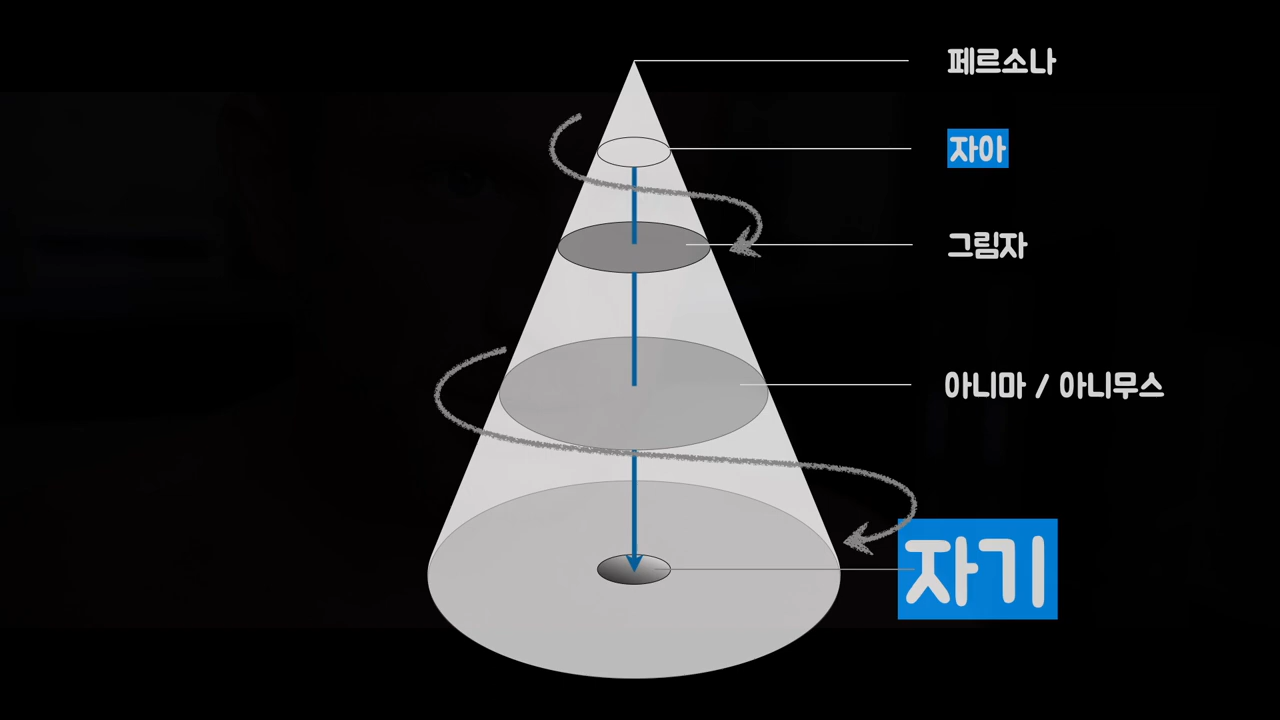 페르소나
자아
그림자
아니마 / 아니무스
자기